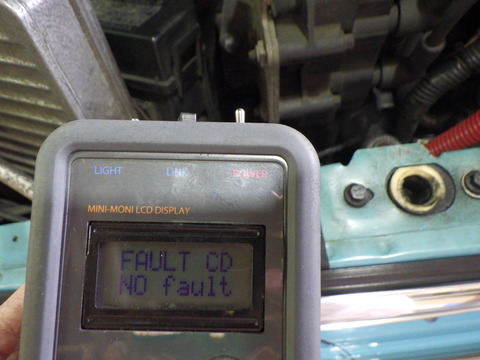 LIGHT LINK POWER
MINI-MONI LCD DISPLAY
FAULT CD
NO fault